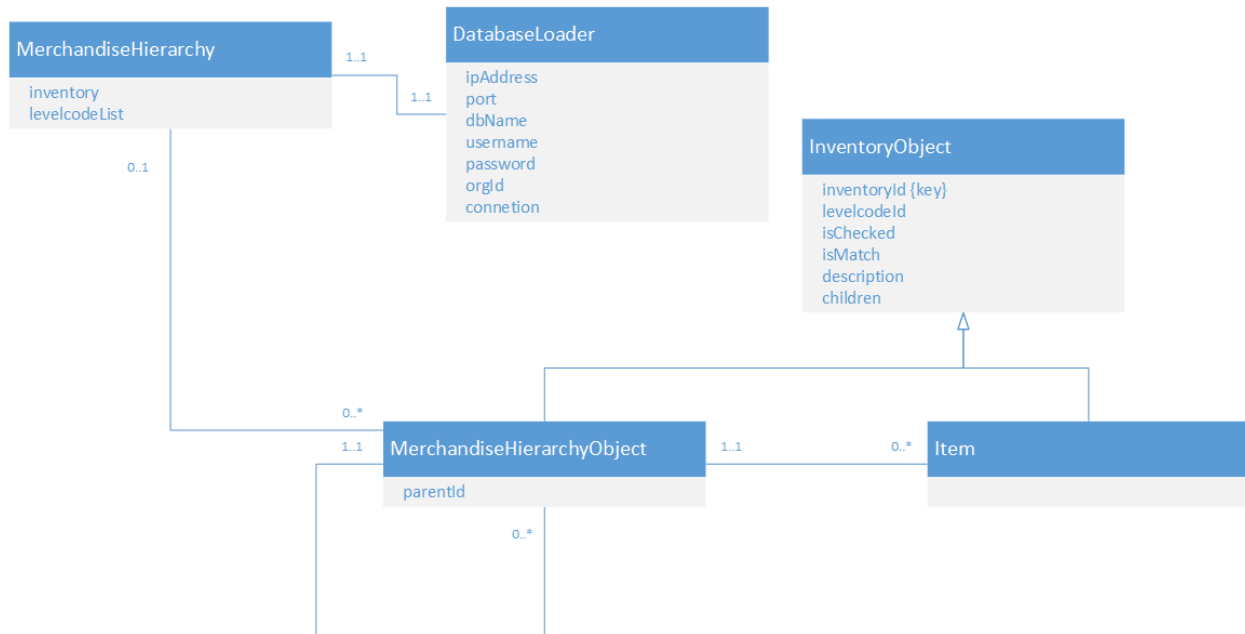 MerchandiseHierarchy
inventory
levelcodeList
1..1
1..1
DatabaseLoader
ipAddress
port
dbName
username
password
orgId
connetion
InventoryObject
inventoryId {key}
levelcodeId
isChecked
isMatch
description
children
0..1
0..*
1..1
MerchandiseHierarchyObject
parentId
1..1
0..*
Item
0..*